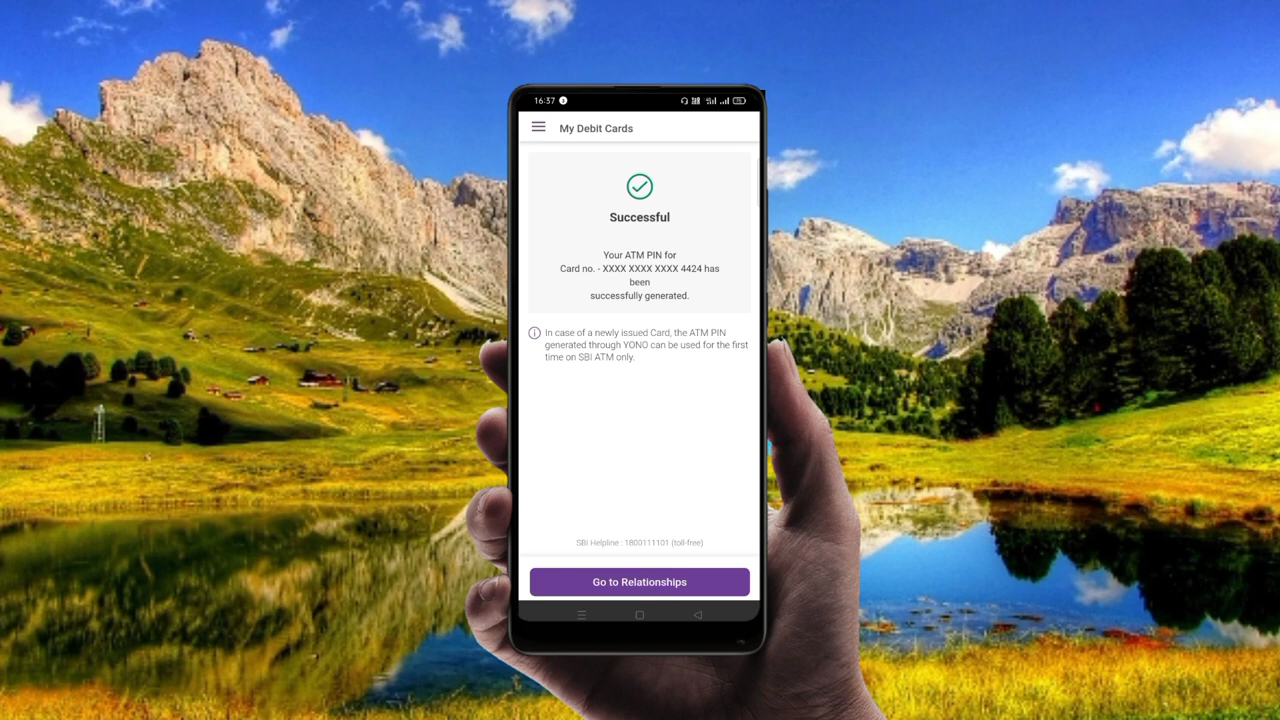 16:37
My Debit Cards
Successful
Your ATM PIN for
Card no. - XXXX XXXX XXXX 4424 has
been
successfully generated.
In case of a newly issued Card, the ATM PIN
generated through YONO can be used for the first
time on SBI ATM only.
SBI Helpline : 1800111101 (toll-free)
Go to Relationships